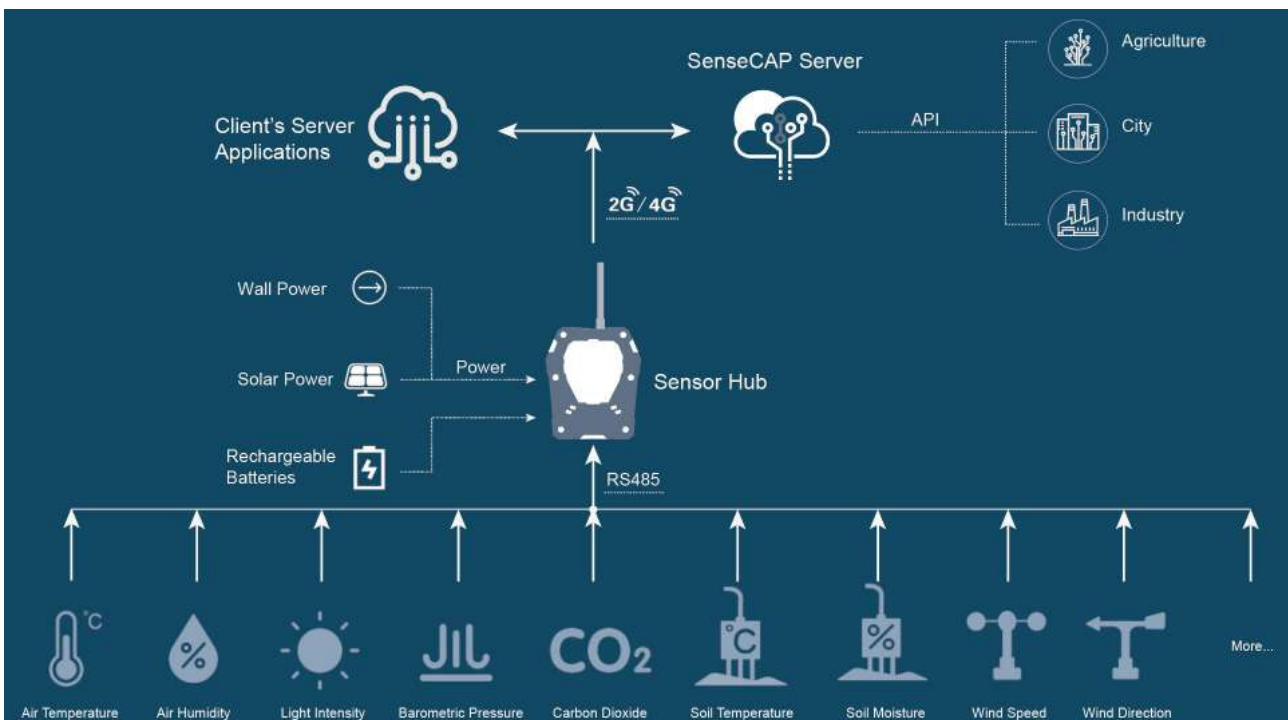 SenseCAP Server
Agriculture
Client's Server
Applications
API
City
2G/4G
Industry
Wall Power
Solar Power
Power
Sensor Hub
Rechargeable
Batteries
RS485
°C
%
CO2
°C
%
More...
Air Temperature
Air Humidity
Light Intensity
Barometric Pressure
Carbon Dioxide
Soil Temperature
Soil Moisture
Wind Speed
Wind Direction